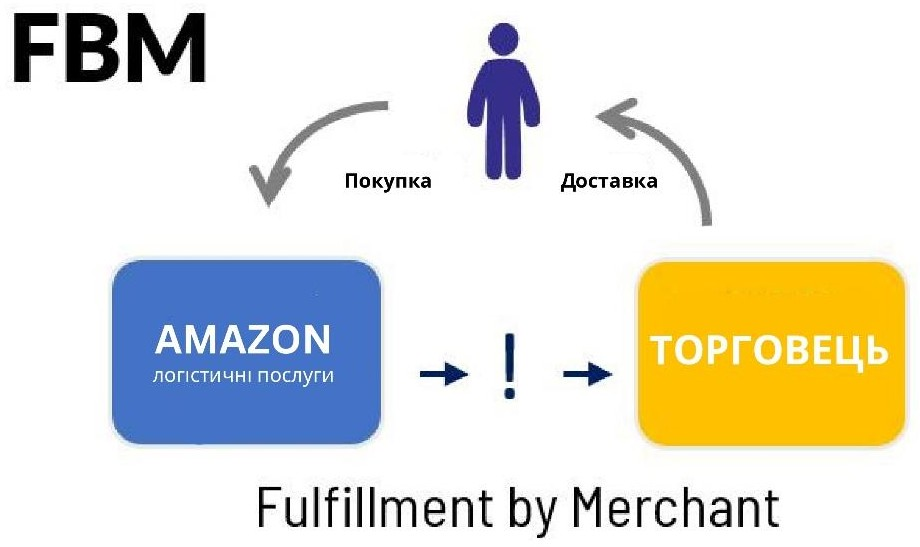 FBM
Покупка
Доставка
AMAZON
логістичні послуги
!
ТОРГОВЕЦЬ
Fulfillment by Merchant